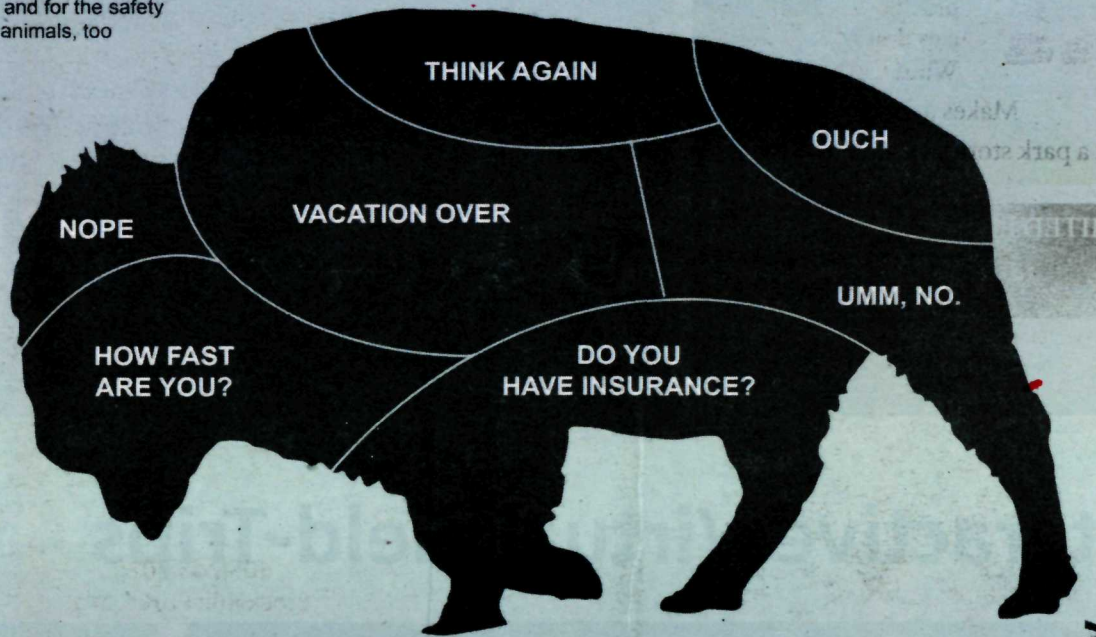 and for the safety
animals, too
THINK AGAIN
OUCH
NOPE
VACATION OVER
UMM, NO.
HOW FAST
ARE YOU?
DO YOU
HAVE INSURANCE?
What
Makes
a park sto